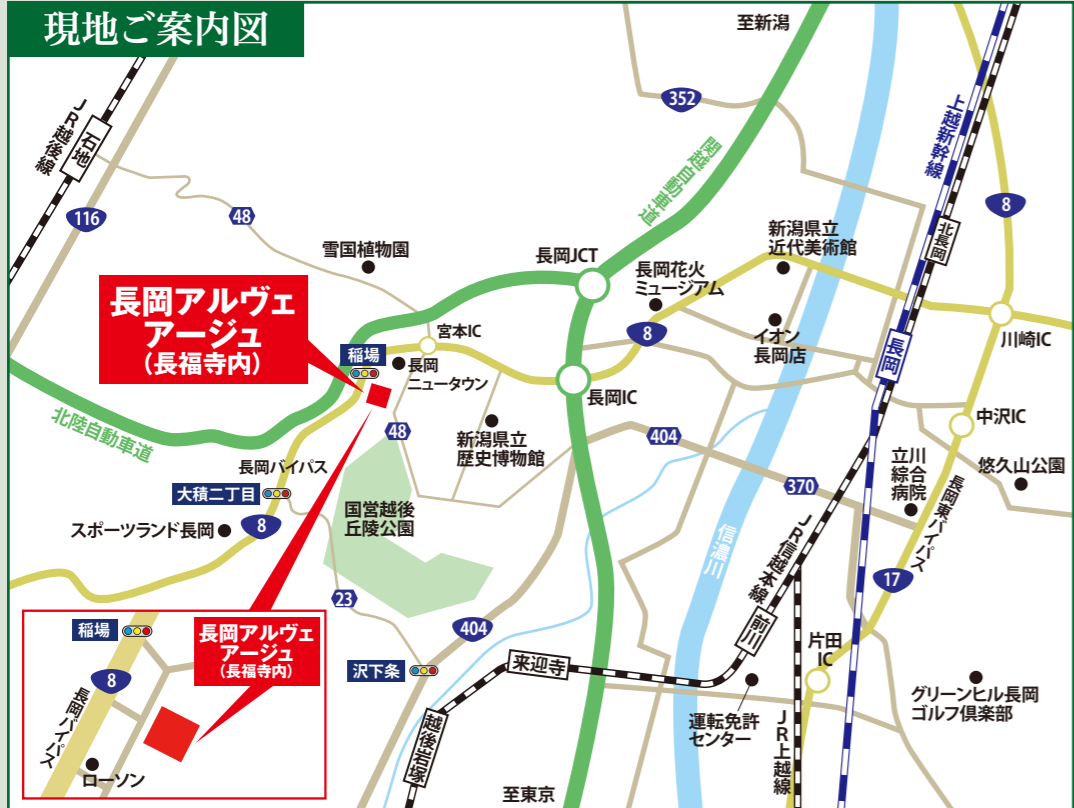 現地ご案内図
至新潟
352
関越自動車道
上越新幹線
8
北長岡
JR越後線
石地
116
48
雪国植物園
長岡JCT
新潟県立
近代美術館
長岡花火
ミュージアム
8
イオン
長岡店
川崎IC
長岡アルヴェ
アージュ
(長福寺内)
宮本IC
稲場
長岡
ニュータウン
長岡IC
長岡
中沢IC
北陸自動車道
48
新潟県立
歴史博物館
404
370
立川
綜合
病院
悠久山公園
長岡東バイパス
長岡バイパス
大積二丁目
スポーツランド長岡
8
国営越後
丘陵公園
信濃川
JR信越本線
17
23
404
前川
片田
IC
沢下条
来迎寺
越後岩塚
運転免許
センター
JR上越線
グリーンヒル長岡
ゴルフ倶楽部
至東京
稲場
長岡アルヴェ
アージュ
(長福寺内)
8
長岡バイパス
ローソン